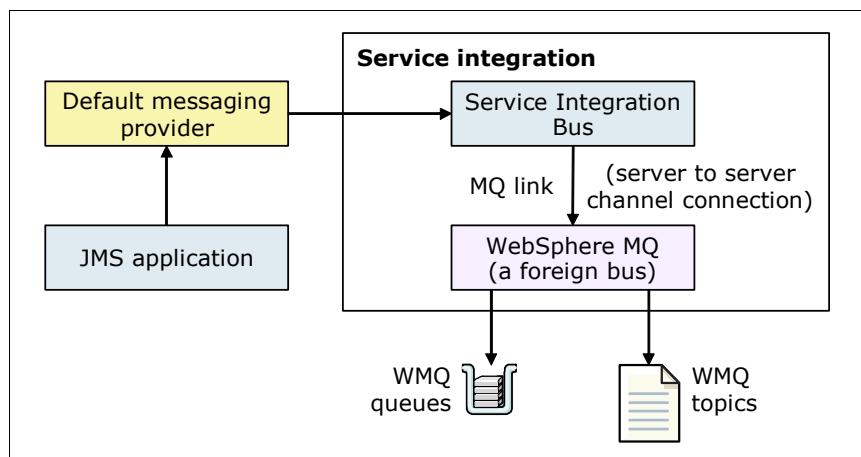 Service integration
Default messaging
provider
Service Integration
Bus
MQ link
(server to server
channel connection)
JMS application
WebSphere MQ
(a foreign bus)
WMQ
queues
WMQ
topics